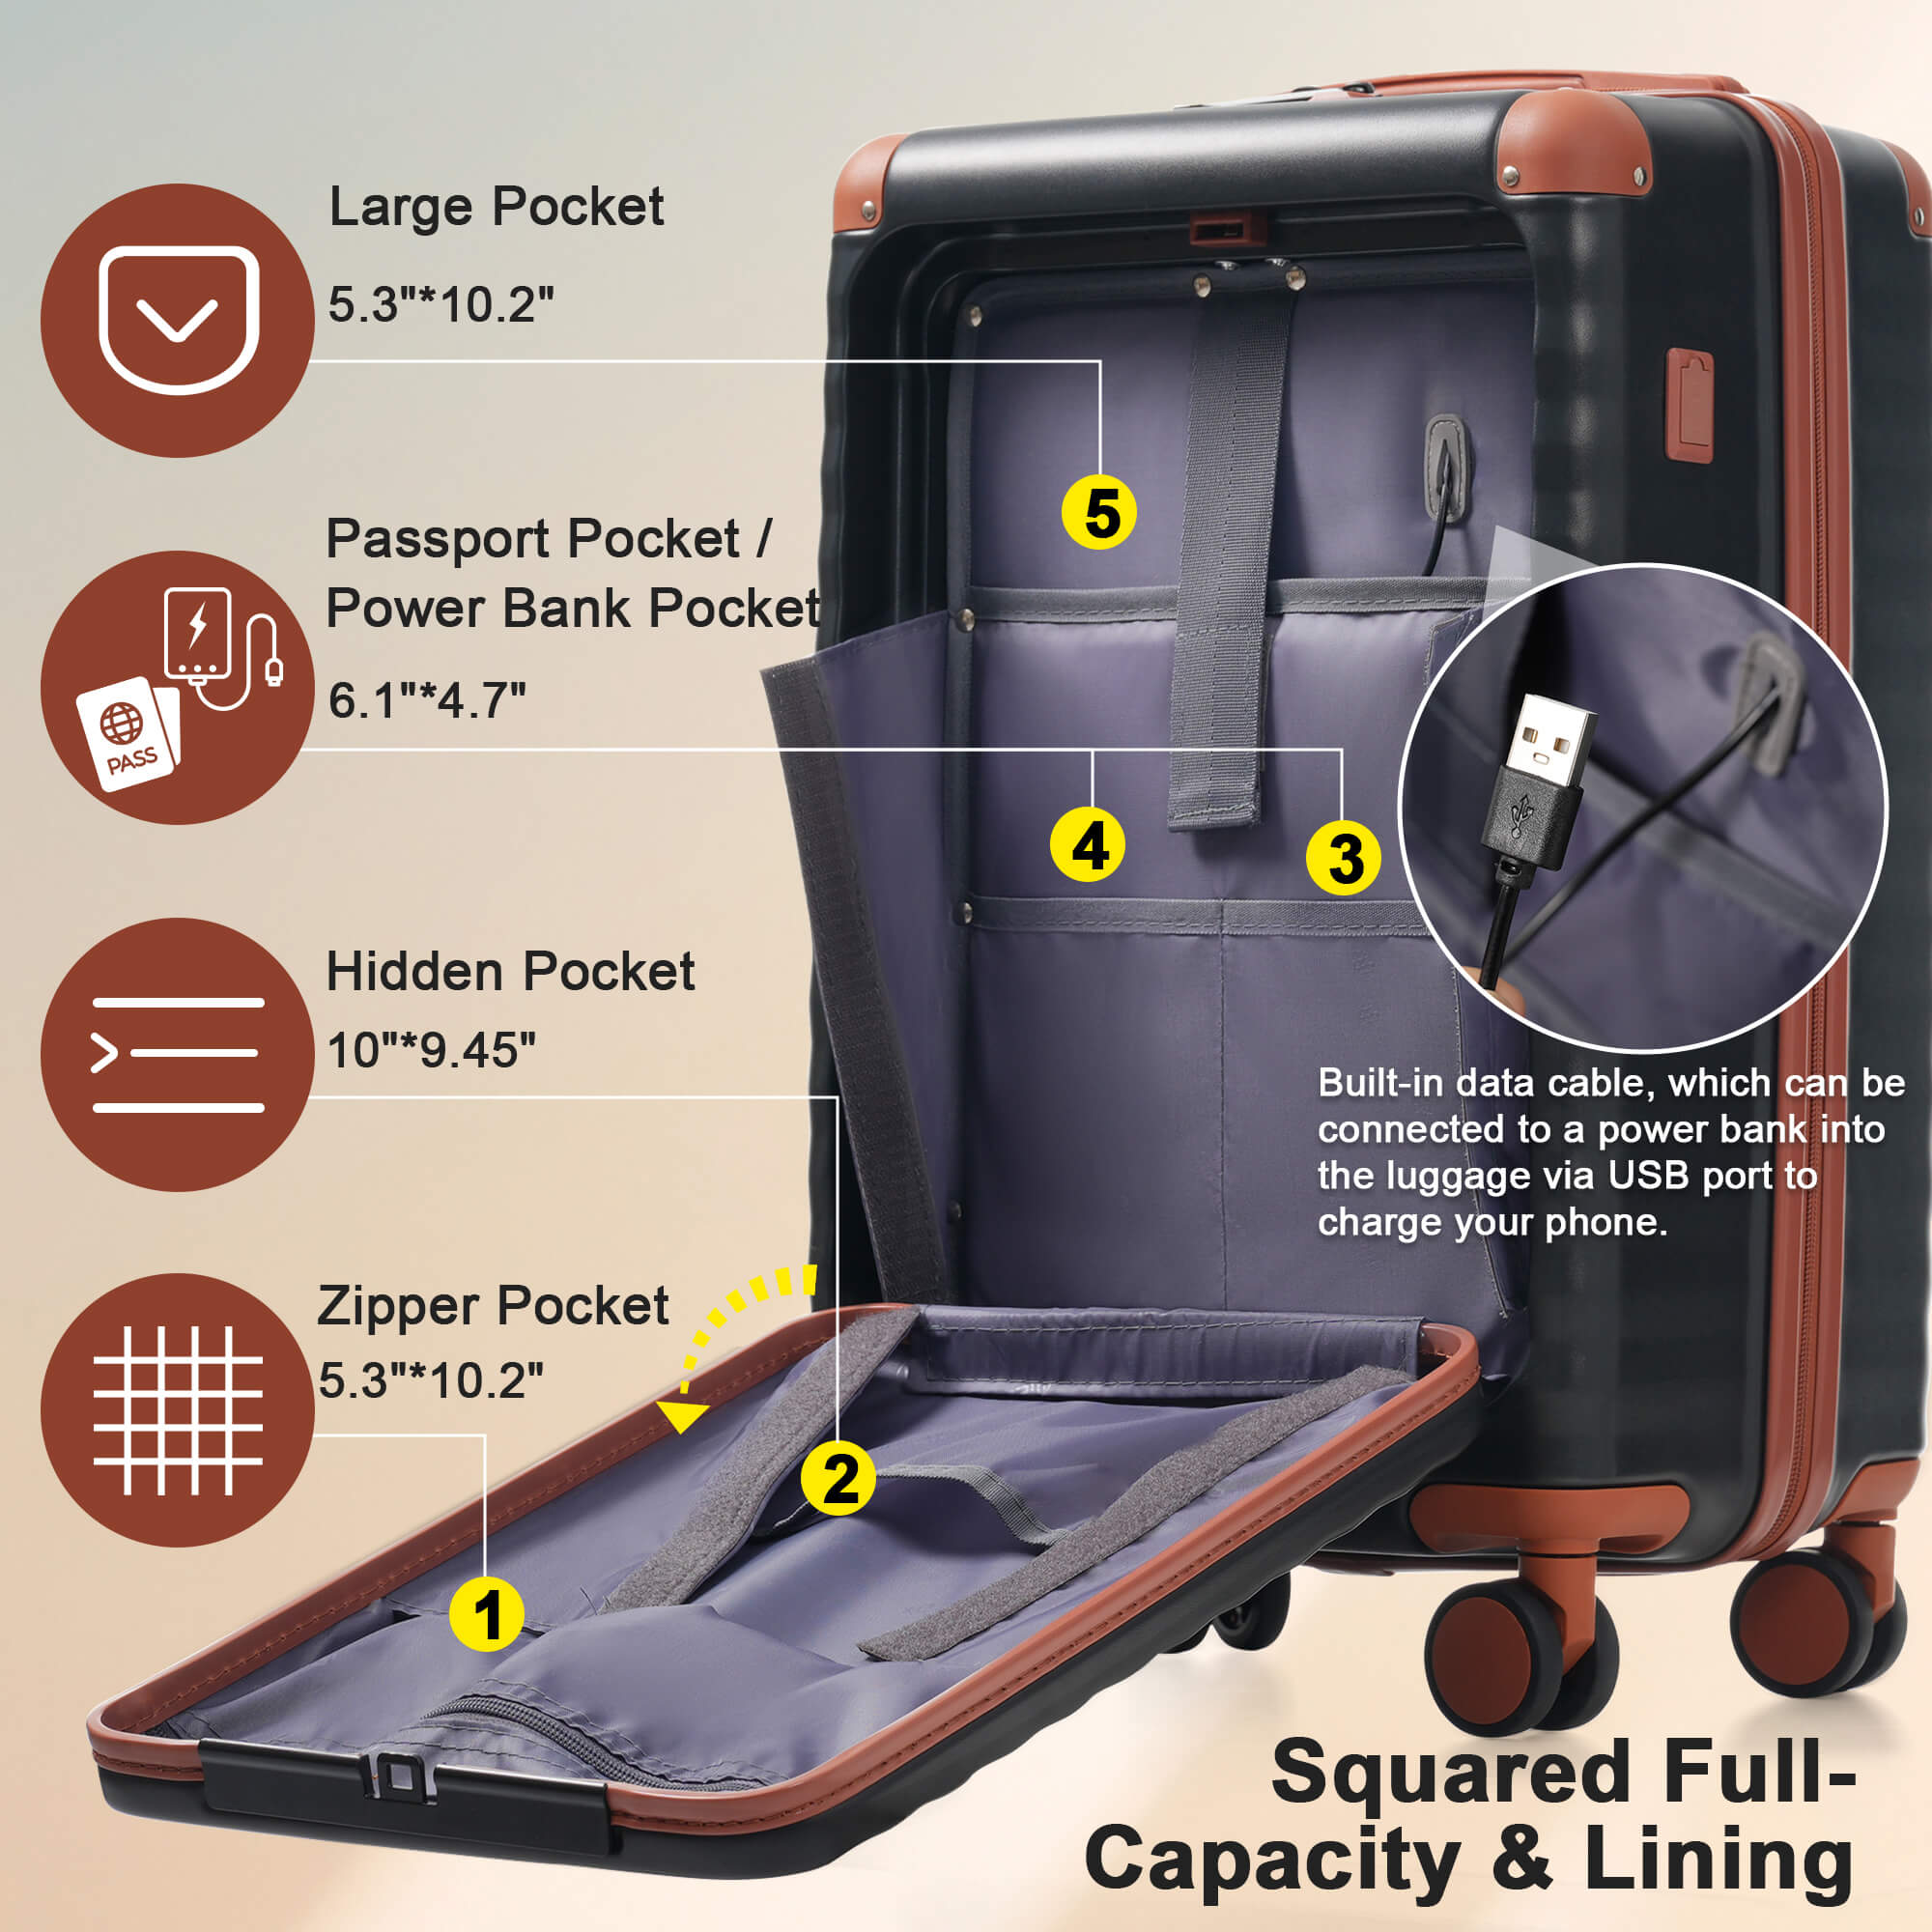 Large Pocket
5.3"*10.2"
5
Passport Pocket /
Power Bank Pocket
6.1"*4.7"
PASS
4
3
Hidden Pocket
10"*9.45"
Built-in data cable, which can be
connected to a power bank into
the luggage via USB port to
charge your phone.
Zipper Pocket
5.3"*10.2"
2
1
Squared Full-
Capacity & Lining